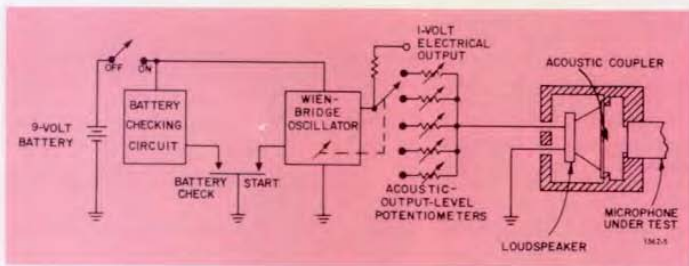 1-VOLT
ELECTRICAL
OUTPUT
ACOUSTIC COUPLER
OFF
ON
BATTERY
CHECKING
CIRCUIT
WIEN-
BRIDGE
OSCILLATOR
9-VOLT
BATTERY
BATTERY
CHECK
START
ACOUSTIC-
OUTPUT-LEVEL
POTENTIOMETERS
LOUDSPEAKER
MICROPHONE
UNDER TEST
1562-5